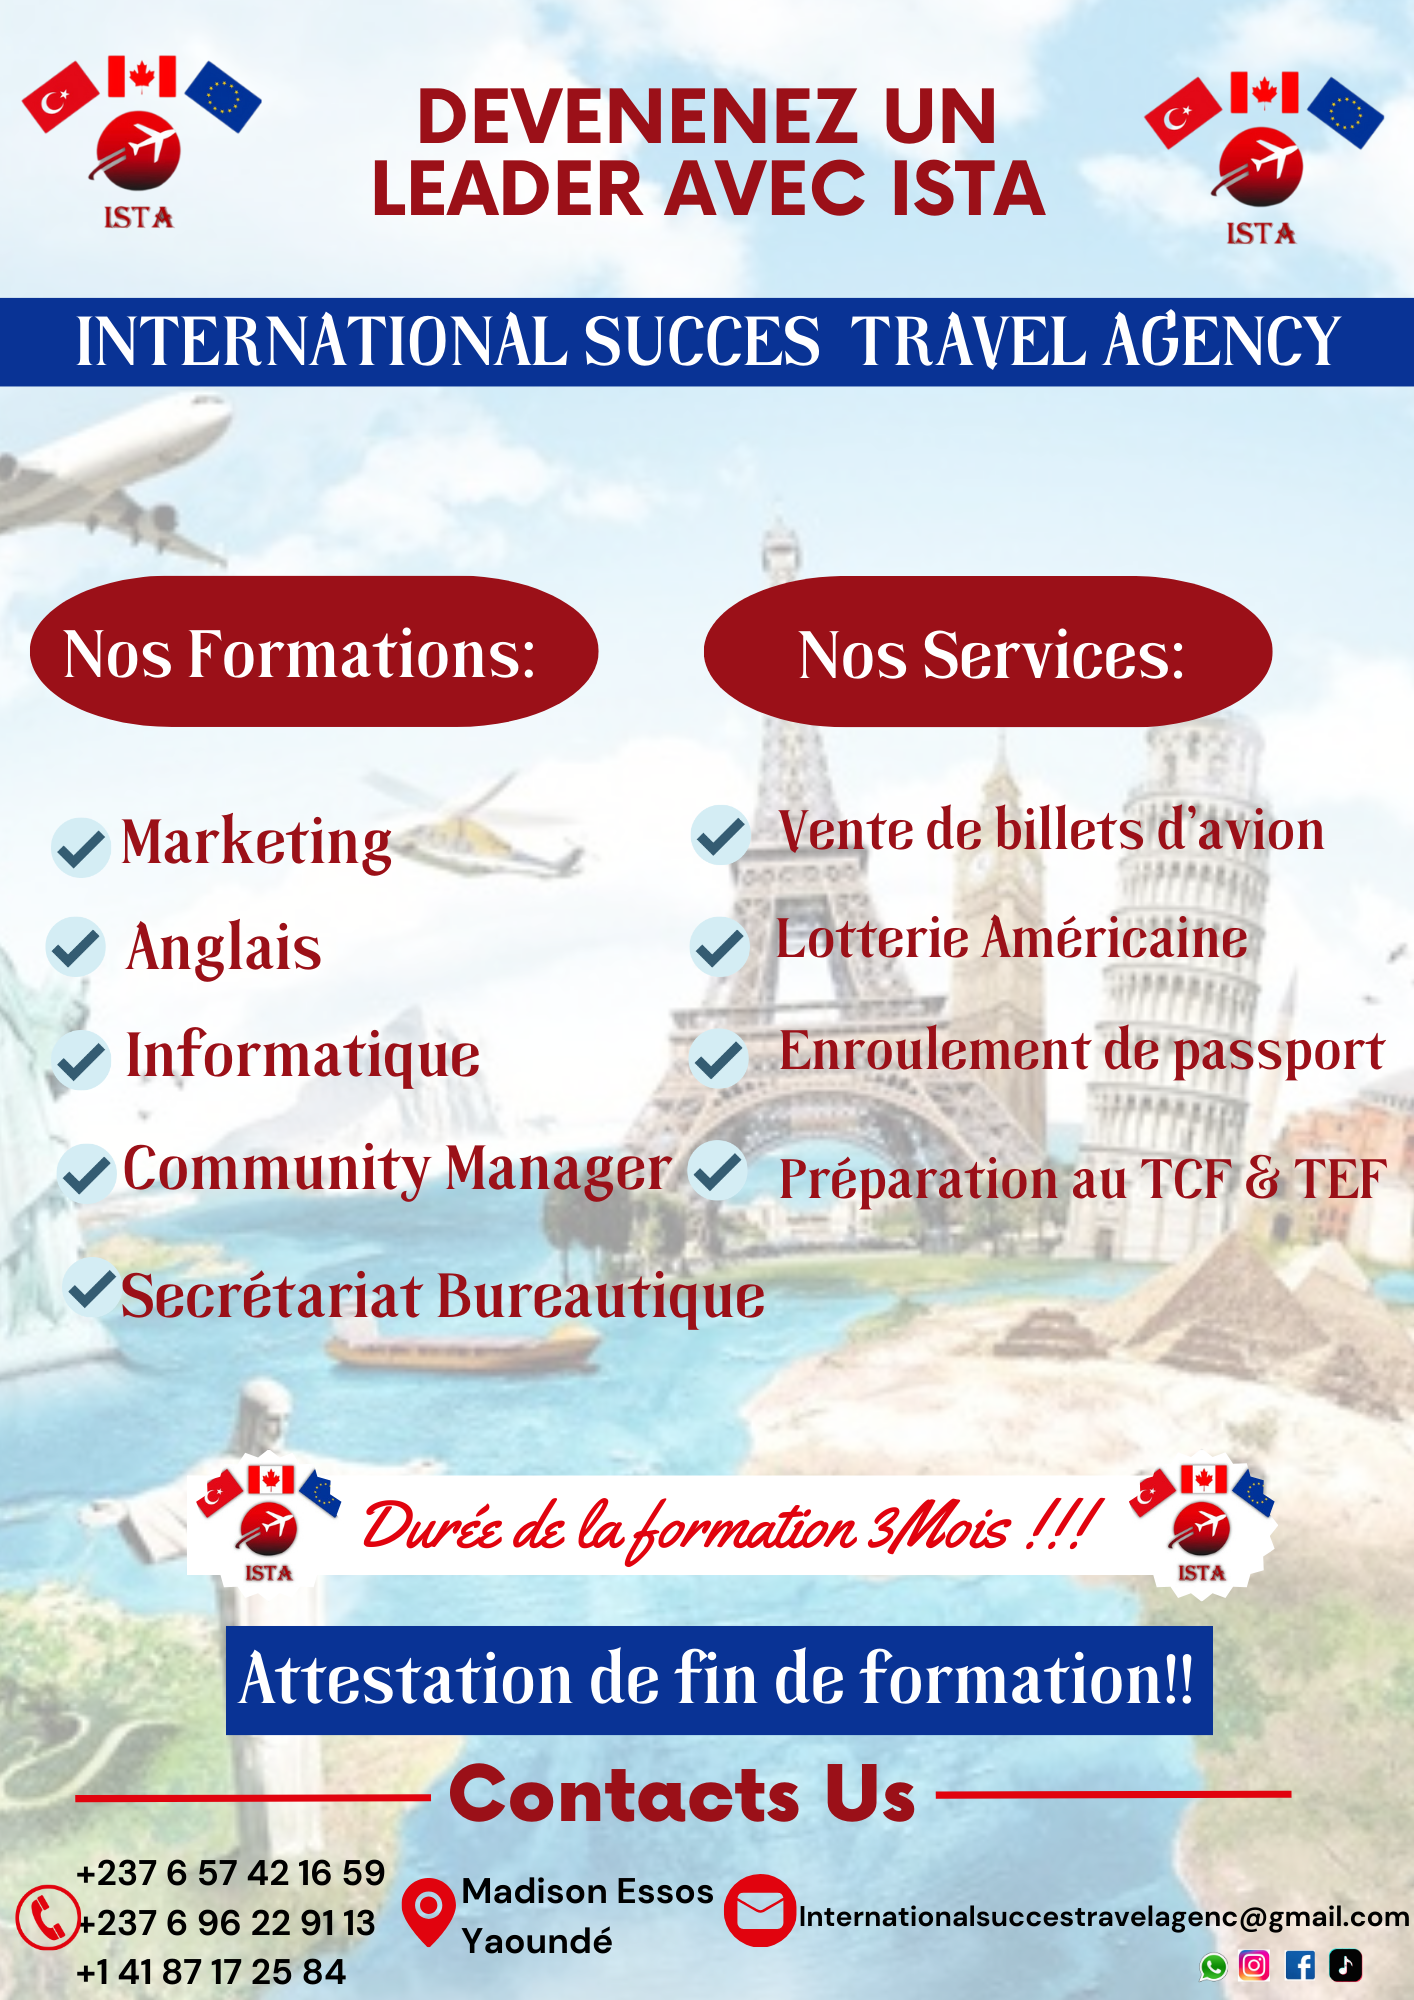 ISTA
DEVENENEZ UN
LEADER AVEC ISTA
ISTA
INTERNATIONAL SUCCES TRAVEL AGENCY
Nos Formations:
Marketing
Anglais
Informatique
Community Manager
Secrétariat Bureautique
Nos Services:
Vente de billets d'avion
Lotterie Américaine
Enroulement de passport
Préparation au TCF & TEF
ISTA
Durée de la formation 3Mois !!!
ISTA
Attestation de fin de formation!!
Contacts Us
+237 6 57 42 16 59
+237 6 96 22 91 13
+1 41 87 17 25 84
Madison Essos
Yaoundé
Internationalsuccestravelagenc@gmail.com